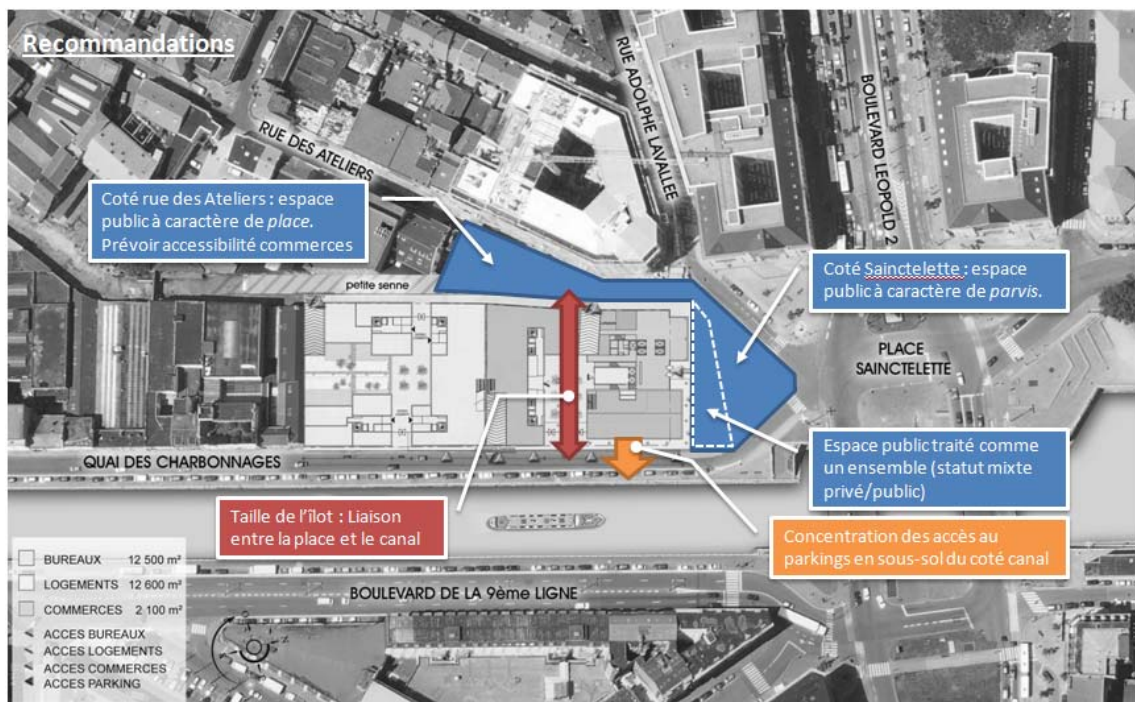 Recommandations
RUE DES ATELIERS
RUE ADOLPHE LAVALLEE
BOULEVARD LEOPOLD 2
Coté rue des Ateliers : espace
public à caractère de place.
Prévoir accessibilité commerces
petite senne
Coté Sainctelette : espace
public à caractère de parvis.
PLACE
SAINCTELETTE
QUAI DES CHARBONNAGES
Espace public traité comme
un ensemble (statut mixte
privé/public)
Taille de l'îlot : Liaison
entre la place et le canal
Concentration des accès au
parkings en sous-sol du coté canal
BOULEVARD DE LA 9ème LIGNE
BUREAUX 12 500 m²
LOGEMENTS 12 600 m²
COMMERCES 2 100 m²
ACCES BUREAUX
ACCES LOGEMENTS
ACCES COMMERCES
ACCES PARKING